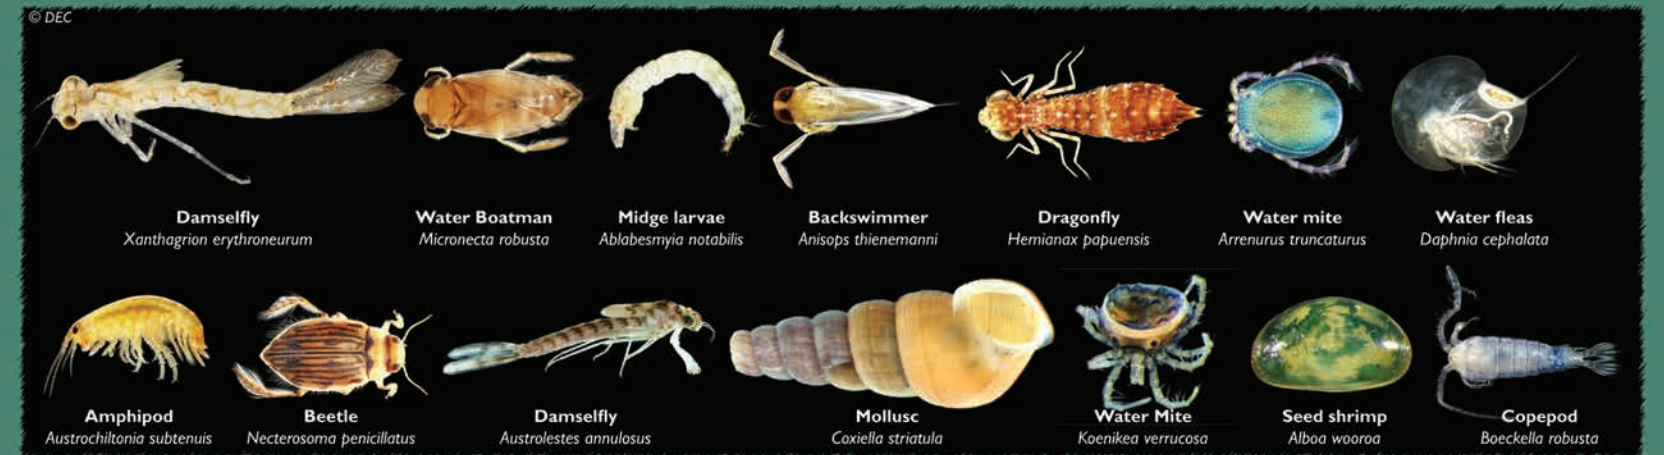 © DEC
Damselfly
Xanthagrion erythroneurum
Water Boatman
Micronecta robusta
Midge larvae
Ablabesmyia notabilis
Backswimmer
Anisops thienemanni
Dragonfly
Hemianax papuensis
Water mite
Arrenurus truncaturus
Water fleas
Daphnia cephalata
Amphipod
Austrochiltonia subtenuis
Beetle
Necterosoma penicillatus
Damselfly
Austrolestes annulosus
Mollusc
Coxiella striatula
Water Mite
Koenikea verrucosa
Seed shrimp
Alboa wooroa
Copepod
Boeckella robusta